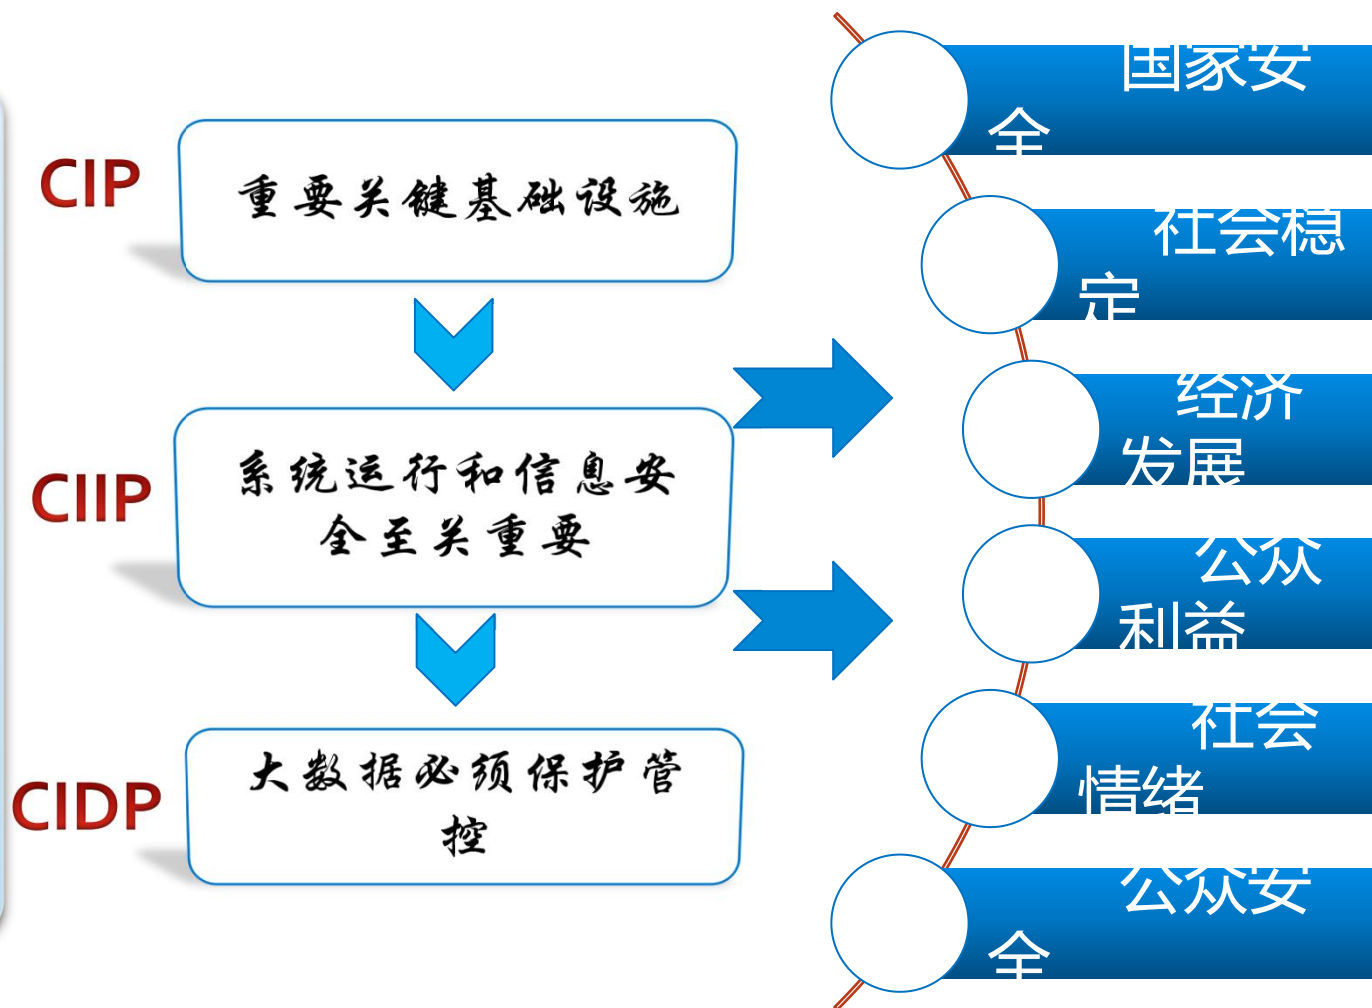 CIP
重要关键基础设施
CIIP
系统运行和信息安
全至关重要
CIDP
大数据必须保护管
控
国家安
全
社会稳
定
经济
发展
公众
利益
社会
情绪
公众安
全